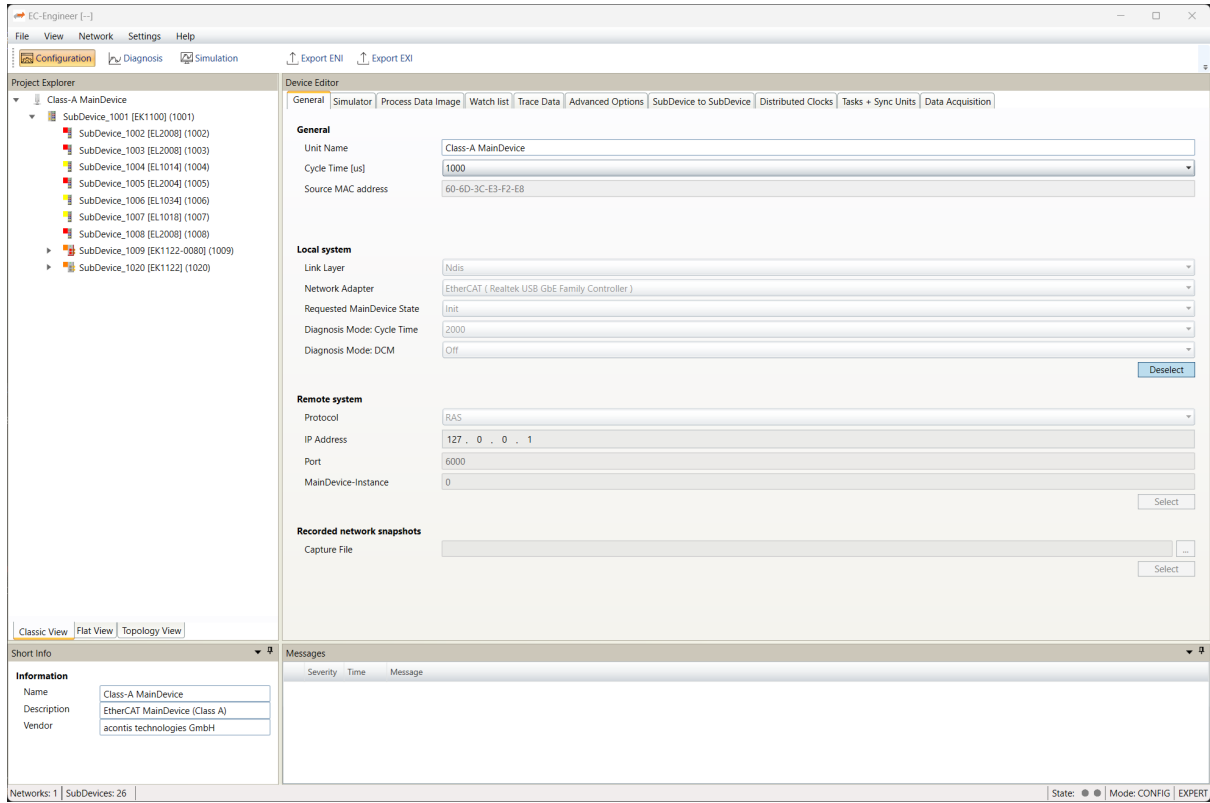 EC-Engineer [--]
File View Network Settings Help
Configuration Diagnosis Simulation Export ENI Export EXI
Project Explorer
Class-A MainDevice
SubDevice_1001 [EK1100] (1001)
SubDevice_1002 [EL2008] (1002)
SubDevice_1003 [EL2008] (1003)
SubDevice_1004 [EL1014] (1004)
SubDevice_1005 [EL2004] (1005)
SubDevice_1006 [EL1034] (1006)
SubDevice_1007 [EL1018] (1007)
SubDevice_1008 [EL2008] (1008)
SubDevice_1009 [EK1122-0080] (1009)
SubDevice_1020 [EK1122] (1020)
Classic View Flat View Topology View
Device Editor
General Simulator Process Data Image Watch list Trace Data Advanced Options SubDevice to SubDevice Distributed Clocks Tasks + Sync Units Data Acquisition
General
Unit Name Class-A MainDevice
Cycle Time [us] 1000
Source MAC address 60-6D-3C-E3-F2-E8
Local system
Link Layer Ndis
Network Adapter EtherCAT ( Realtek USB GbE Family Controller )
Requested MainDevice State Init
Diagnosis Mode: Cycle Time 2000
Diagnosis Mode: DCM Off
Deselect
Remote system
Protocol RAS
IP Address 127 . 0 . 0 . 1
Port 6000
MainDevice-Instance 0
Select
Recorded network snapshots
Capture File ...
Select
Short Info
Information
Name Class-A MainDevice
Description EtherCAT MainDevice (Class A)
Vendor acontis technologies GmbH
Messages
Severity Time Message
Networks: 1 SubDevices: 26 State: Mode: CONFIG EXPERT